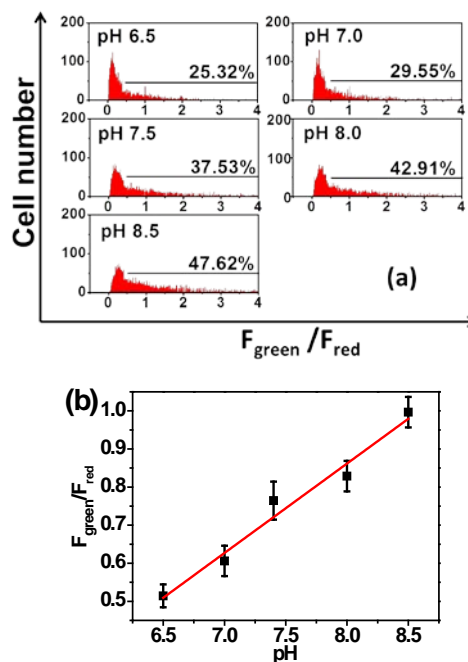 pH 6.5
25.32%
pH 7.0
29.55%
pH 7.5
37.53%
pH 8.0
42.91%
pH 8.5
47.62%
200
100
0
200
100
0
200
100
0
200
100
0
200
100
0
0 1 2 3 4
0 1 2 3 4
0 1 2 3 4
0 1 2 3 4
0 1 2 3 4
Cell number
(a)
F green / F red
(b)
1.0
0.9
0.8
0.7
0.6
0.5
F green / F red
6.5 7.0 7.5 8.0 8.5
pH